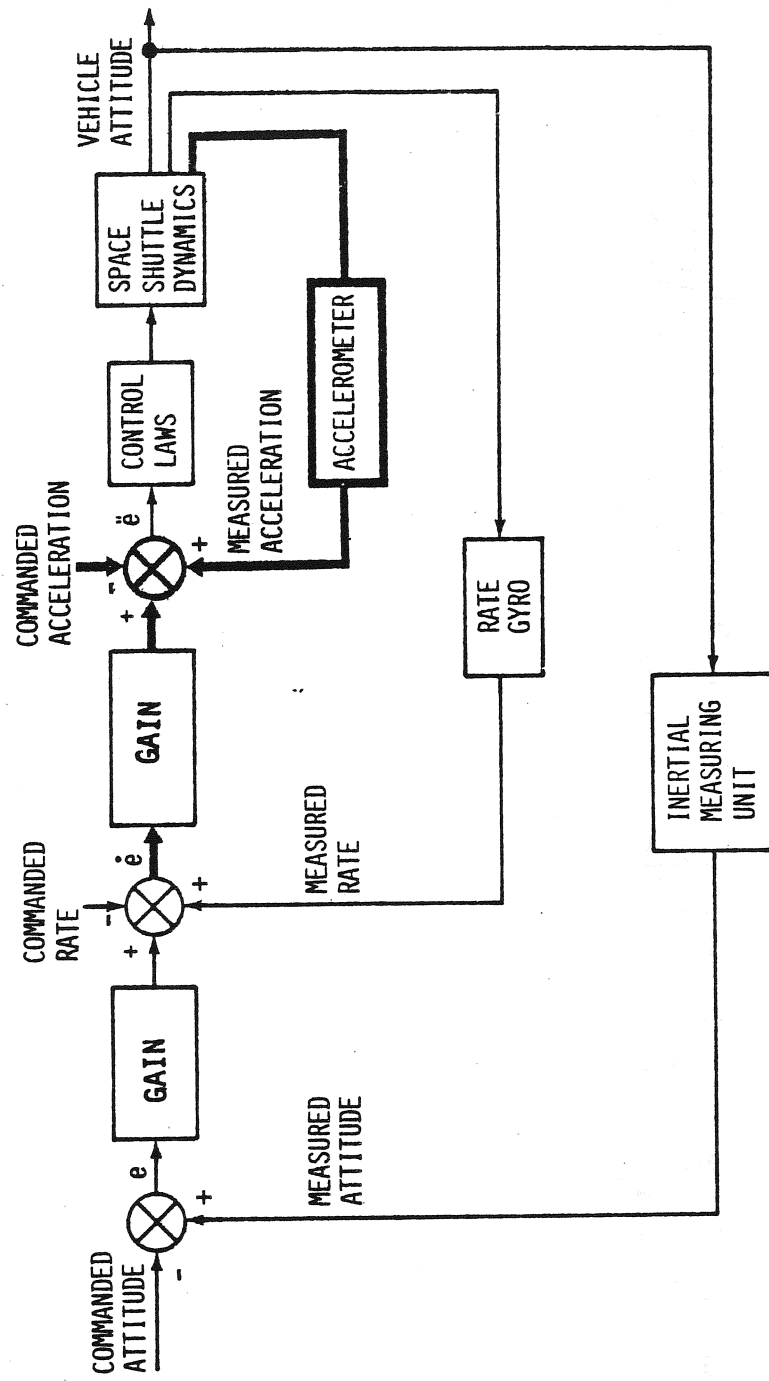 COMMANDED
ATTITUDE
-
+
e
GAIN
MEASURED
ATTITUDE
COMMANDED
RATE
-
+
+
ė
MEASURED
RATE
GAIN
COMMANDED
ACCELERATION
-
+
+
ë
MEASURED
ACCELERATION
CONTROL
LAWS
SPACE
SHUTTLE
DYNAMICS
VEHICLE
ATTITUDE
ACCELEROMETER
RATE
GYRO
INERTIAL
MEASURING
UNIT